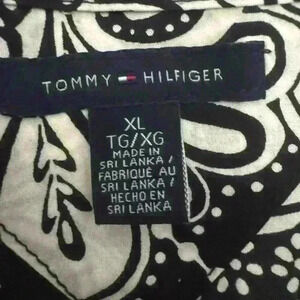 TOMMY HILFIGER
XL
TG/XG
MADE IN
SRI LANKA /
FABRIQUÉ AU
SRI LANKA /
HECHO EN
SRI LANKA